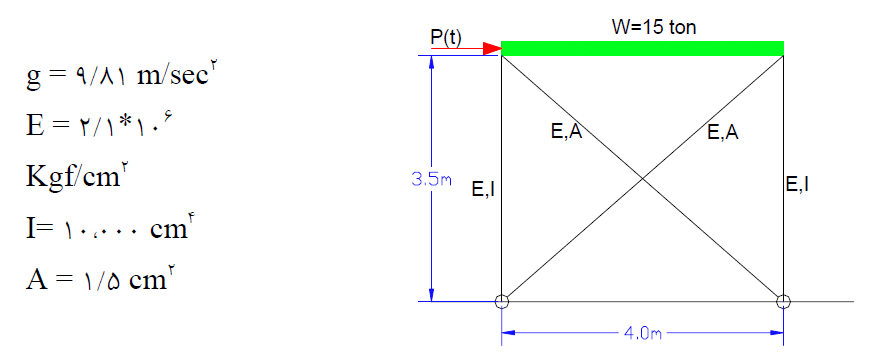 g = ۹/۸۱ m/sec۲
E = ۲/۱*۱۰۶
Kgf/cm۲
I= ۱۰،۰۰۰ cm۴
A = ۱/۵ cm۲
W=15 ton
P(t)
E,A
E,A
3.5m
E,I
E,I
4.0m